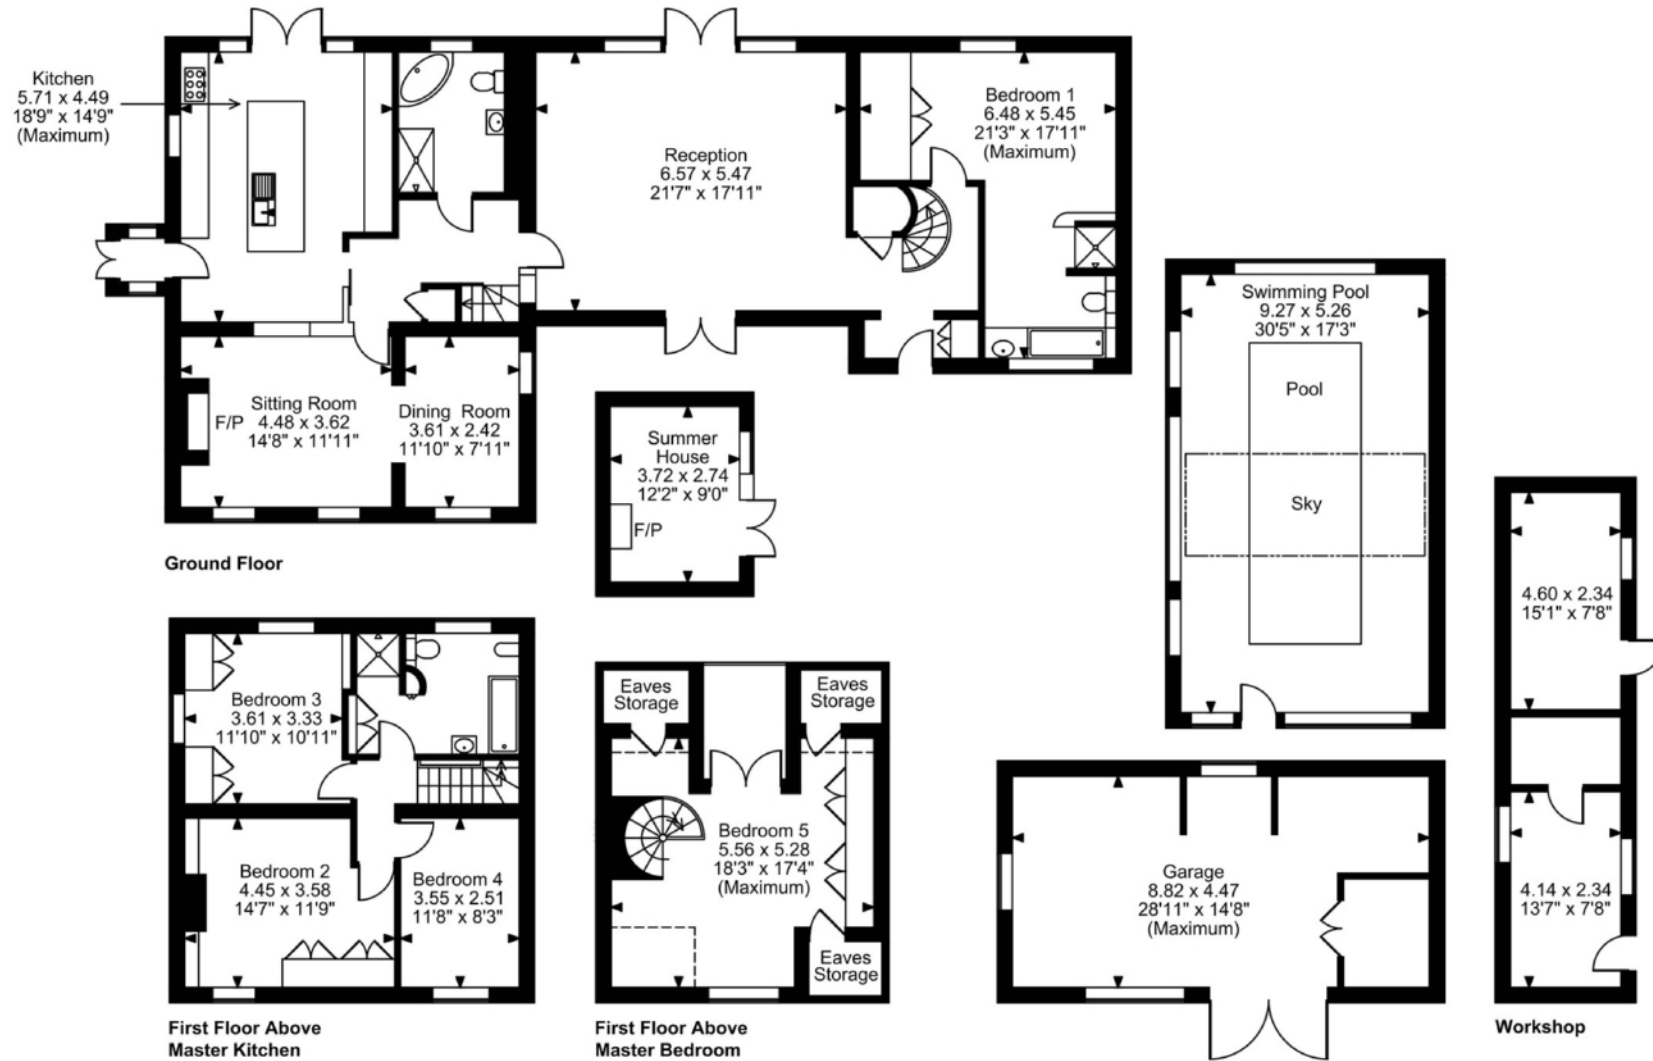 Kitchen
5.71 x 4.49
18'9" x 14'9"
(Maximum)
Reception
6.57 x 5.47
21'7" x 17'11"
Bedroom 1
6.48 x 5.45
21'3" x 17'11"
(Maximum)
Sitting Room
4.48 x 3.62
14'8" x 11'11"
F/P
Dining Room
3.61 x 2.42
11'10" x 7'11"
Ground Floor
Summer
House
3.72 x 2.74
12'2" x 9'0"
F/P
Swimming Pool
9.27 x 5.26
30'5" x 17'3"
Pool
Sky
4.60 x 2.34
15'1" x 7'8"
4.14 x 2.34
13'7" x 7'8"
Workshop
Bedroom 3
3.61 x 3.33
11'10" x 10'11"
Bedroom 2
4.45 x 3.58
14'7" x 11'9"
Bedroom 4
3.55 x 2.51
11'8" x 8'3"
First Floor Above
Master Kitchen
Eaves
Storage
Eaves
Storage
Bedroom 5
5.56 x 5.28
18'3" x 17'4"
(Maximum)
Eaves
Storage
First Floor Above
Master Bedroom
Garage
8.82 x 4.47
28'11" x 14'8"
(Maximum)